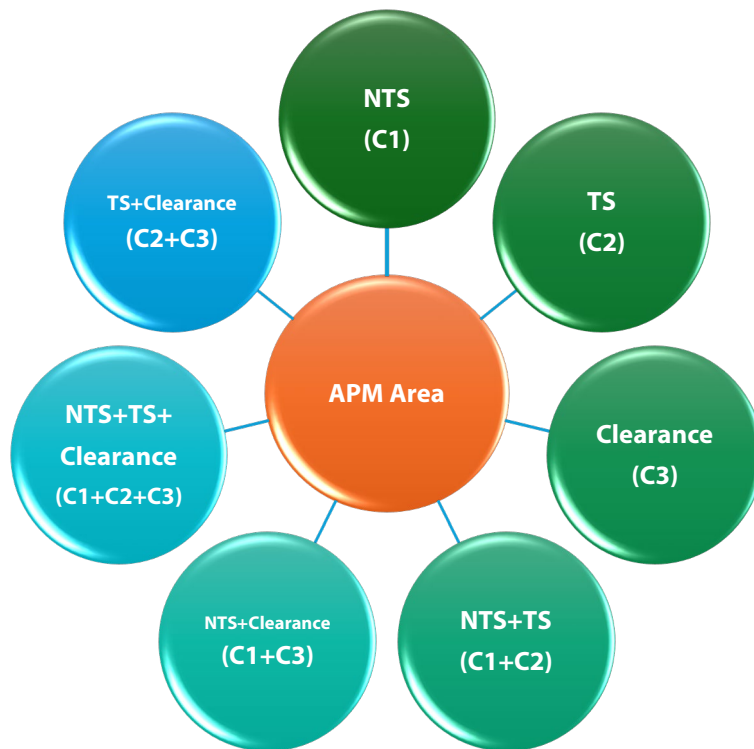 NTS
(C1)
TS
(C2)
Clearance
(C3)
NTS+TS
(C1+C2)
NTS+Clearance
(C1+C3)
NTS+TS+
Clearance
(C1+C2+C3)
TS+Clearance
(C2+C3)
APM Area